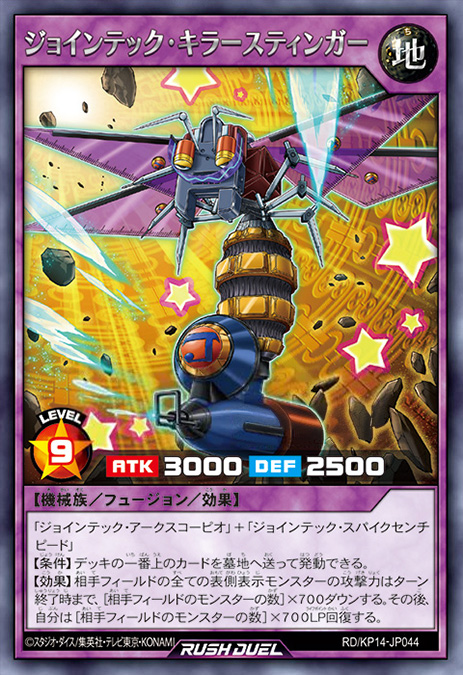 ジョインテック・キラースティンガー
地
J
LEVEL
9
ATK 3000 DEF 2500
【機械族／フュージョン／効果】
「ジョインテック・アークスコーピオ」+「ジョインテック・スパイクセンチ
ピード」
【条件】デッキの一番上のカードを墓地へ送って発動できる。
【効果】相手フィールドの全ての表側表示モンスターの攻撃力はターン
終了時まで、[相手フィールドのモンスターの数]×700ダウンする。その後、
自分は[相手フィールドのモンスターの数]×700LP回復する。
©スタジオ・ダイス/集英社・テレビ東京・KONAMI
RUSH DUEL
RD/KP14-JP044